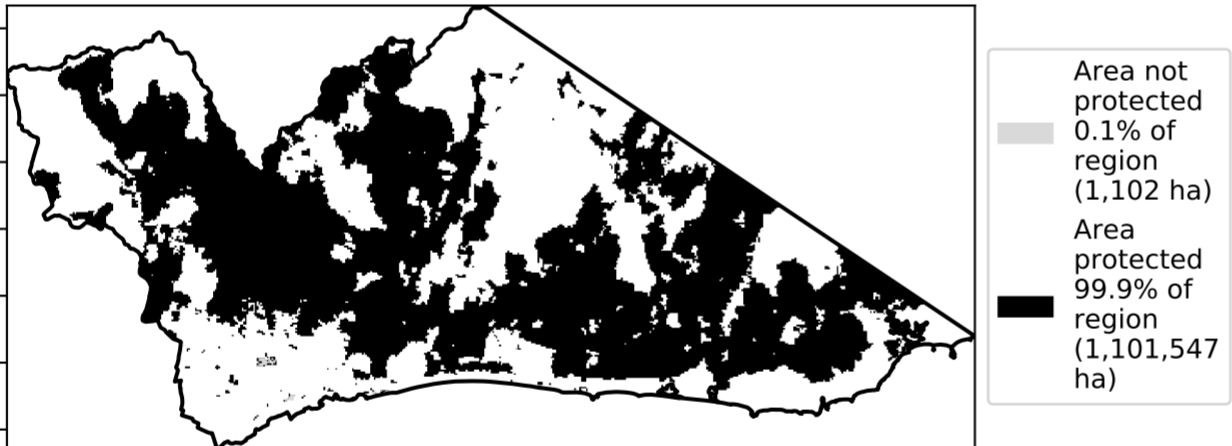 Area not
protected
0.1% of
region
(1,102 ha)
Area
protected
99.9% of
region
(1,101,547
ha)